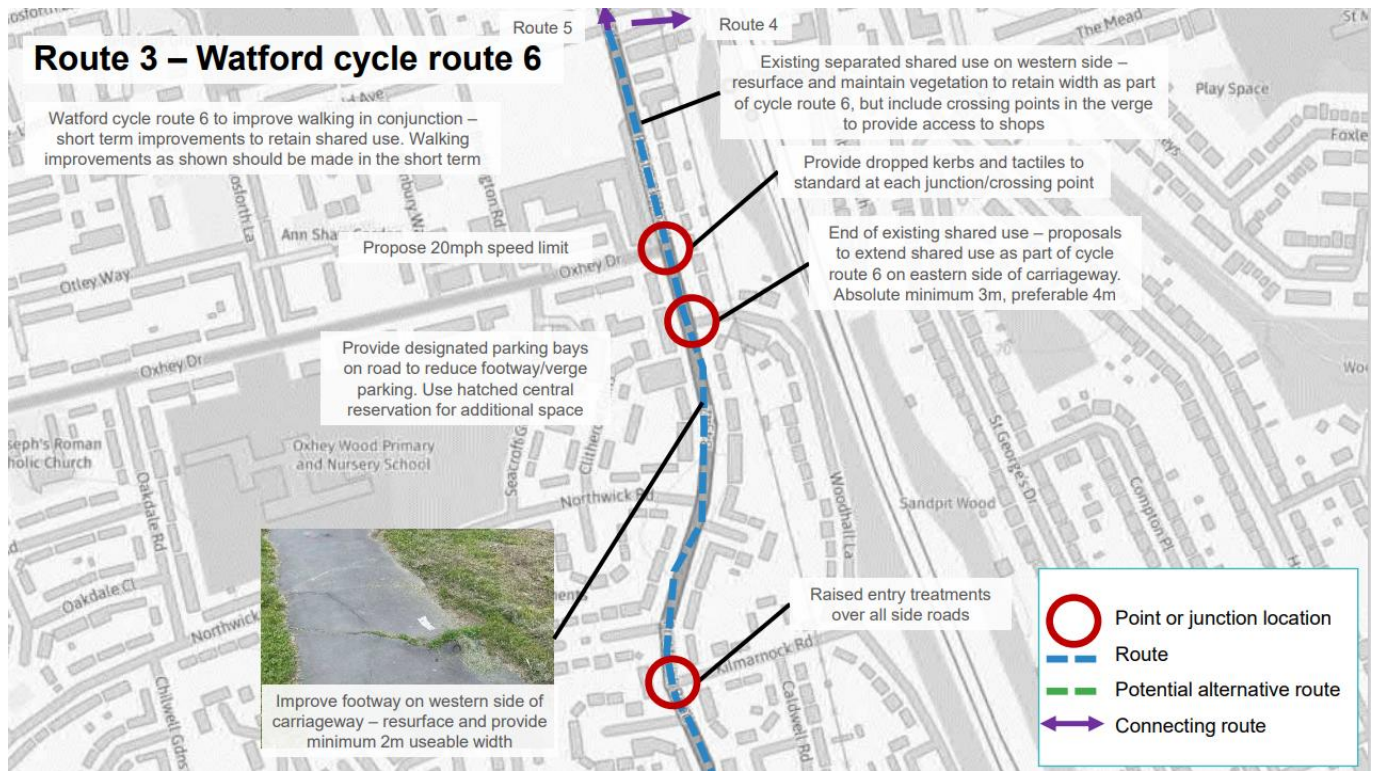 Route 5
Route 4
Route 3 – Watford cycle route 6
Watford cycle route 6 to improve walking in conjunction –
short term improvements to retain shared use. Walking
improvements as shown should be made in the short term
Existing separated shared use on western side –
resurface and maintain vegetation to retain width as part
of cycle route 6, but include crossing points in the verge
to provide access to shops
Provide dropped kerbs and tactiles to
standard at each junction/crossing point
Propose 20mph speed limit
End of existing shared use – proposals
to extend shared use as part of cycle
route 6 on eastern side of carriageway.
Absolute minimum 3m, preferable 4m
Provide designated parking bays
on road to reduce footway/verge
parking. Use hatched central
reservation for additional space
Raised entry treatments
over all side roads
Improve footway on western side of
carriageway – resurface and provide
minimum 2m useable width
The Mead
Play Space
Otley Way
Oxhey Dr
Oxhey Dr
Oxhey Wood Primary
and Nursery School
Oakdale Rd
Oakdale Cl
Northwick Rd
Northwick
Chilwell Gdns
Woodhall La
Sandpit Wood
St George's Dr
Compton Pl
Kilmarnock Rd
Caldwell Rd
Point or junction location
Route
Potential alternative route
Connecting route